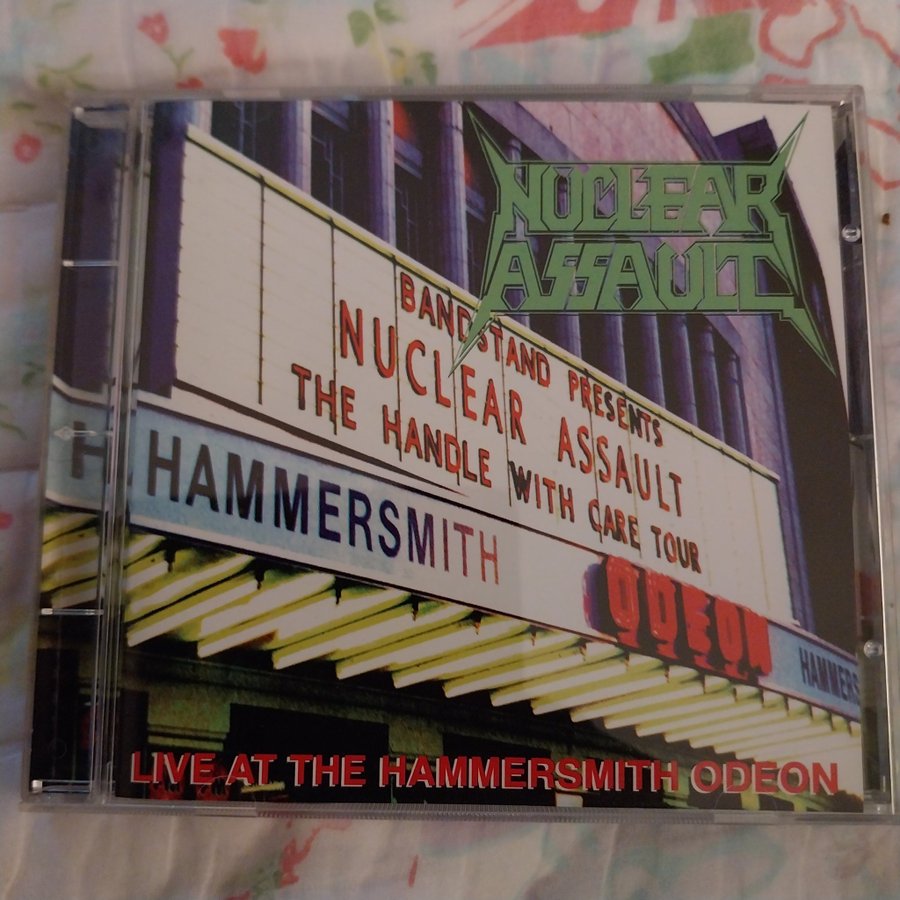 NUCLEAR
ASSAULT
BANDSTAND PRESENTS
NUCLEAR ASSAULT
THE HANDLE WITH CARE TOUR
H HAMMERSMITH
ODEON
HAMMERS
LIVE AT THE HAMMERSMITH ODEON